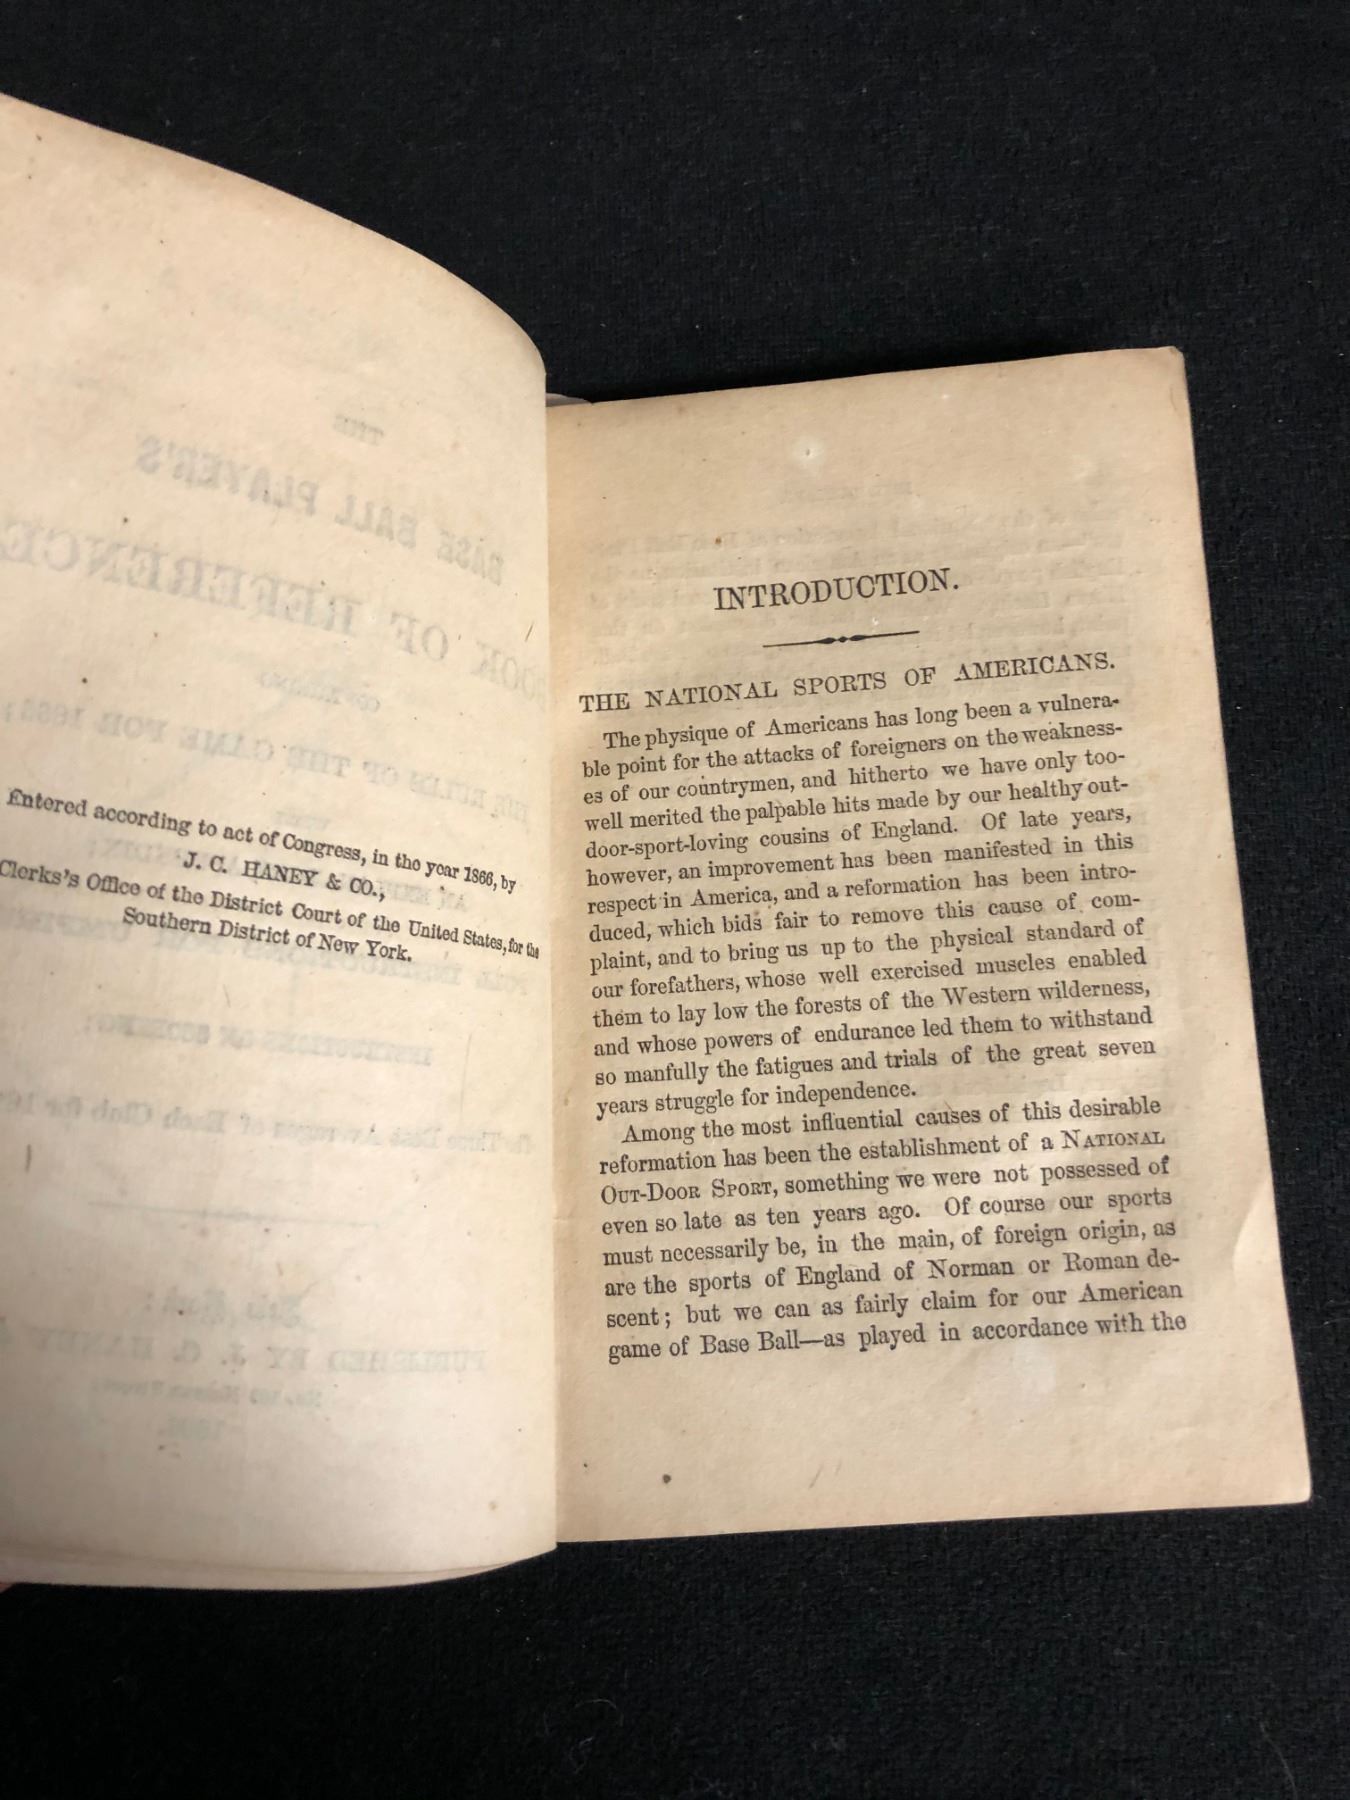 Entered according to act of Congress, in the year 1866, by
J. C. HANEY & CO.,
Clerks's Office of the District Court of the United States, for the
Southern District of New York.
INTRODUCTION.
THE NATIONAL SPORTS OF AMERICANS.
The physique of Americans has long been a vulnera-
ble point for the attacks of foreigners on the weakness-
es of our countrymen, and hitherto we have only too-
well merited the palpable hits made by our healthy out-
door-sport-loving cousins of England. Of late years,
however, an improvement has been manifested in this
respect in America, and a reformation has been intro-
duced, which bids fair to remove this cause of com-
plaint, and to bring us up to the physical standard of
our forefathers, whose well exercised muscles enabled
them to lay low the forests of the Western wilderness,
and whose powers of endurance led them to withstand
so manfully the fatigues and trials of the great seven
years struggle for independence.
Among the most influential causes of this desirable
reformation has been the establishment of a NATIONAL
OUT-DOOR SPORT, something we were not possessed of
even so late as ten years ago. Of course our sports
must necessarily be, in the main, of foreign origin, as
are the sports of England of Norman or Roman de-
scent; but we can as fairly claim for our American
game of Base Ball—as played in accordance with the